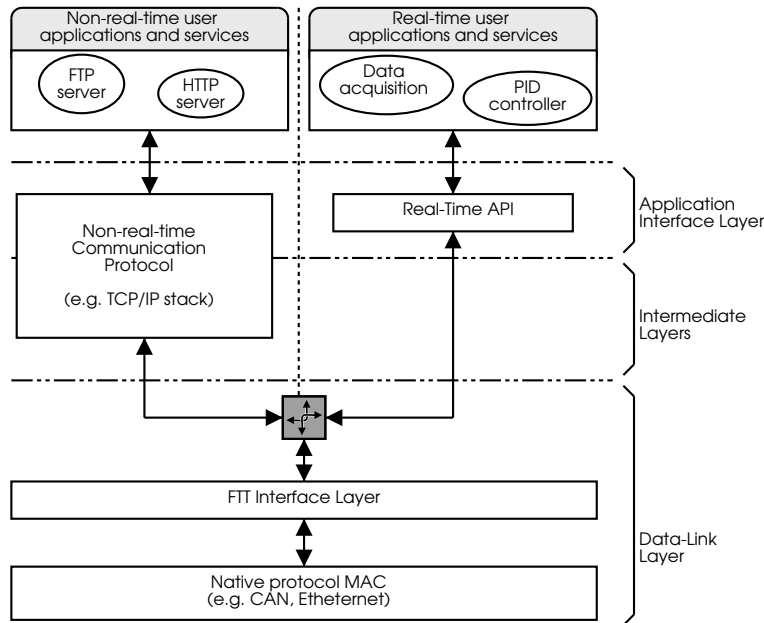 Non-real-time user
applications and services
FTP
server
HTTP
server
Real-time user
applications and services
Data
acquisition
PID
controller
Non-real-time
Communication
Protocol
(e.g. TCP/IP stack)
Real-Time API
Application
Interface Layer
Intermediate
Layers
FTT Interface Layer
Native protocol MAC
(e.g. CAN, Etheternet)
Data-Link
Layer